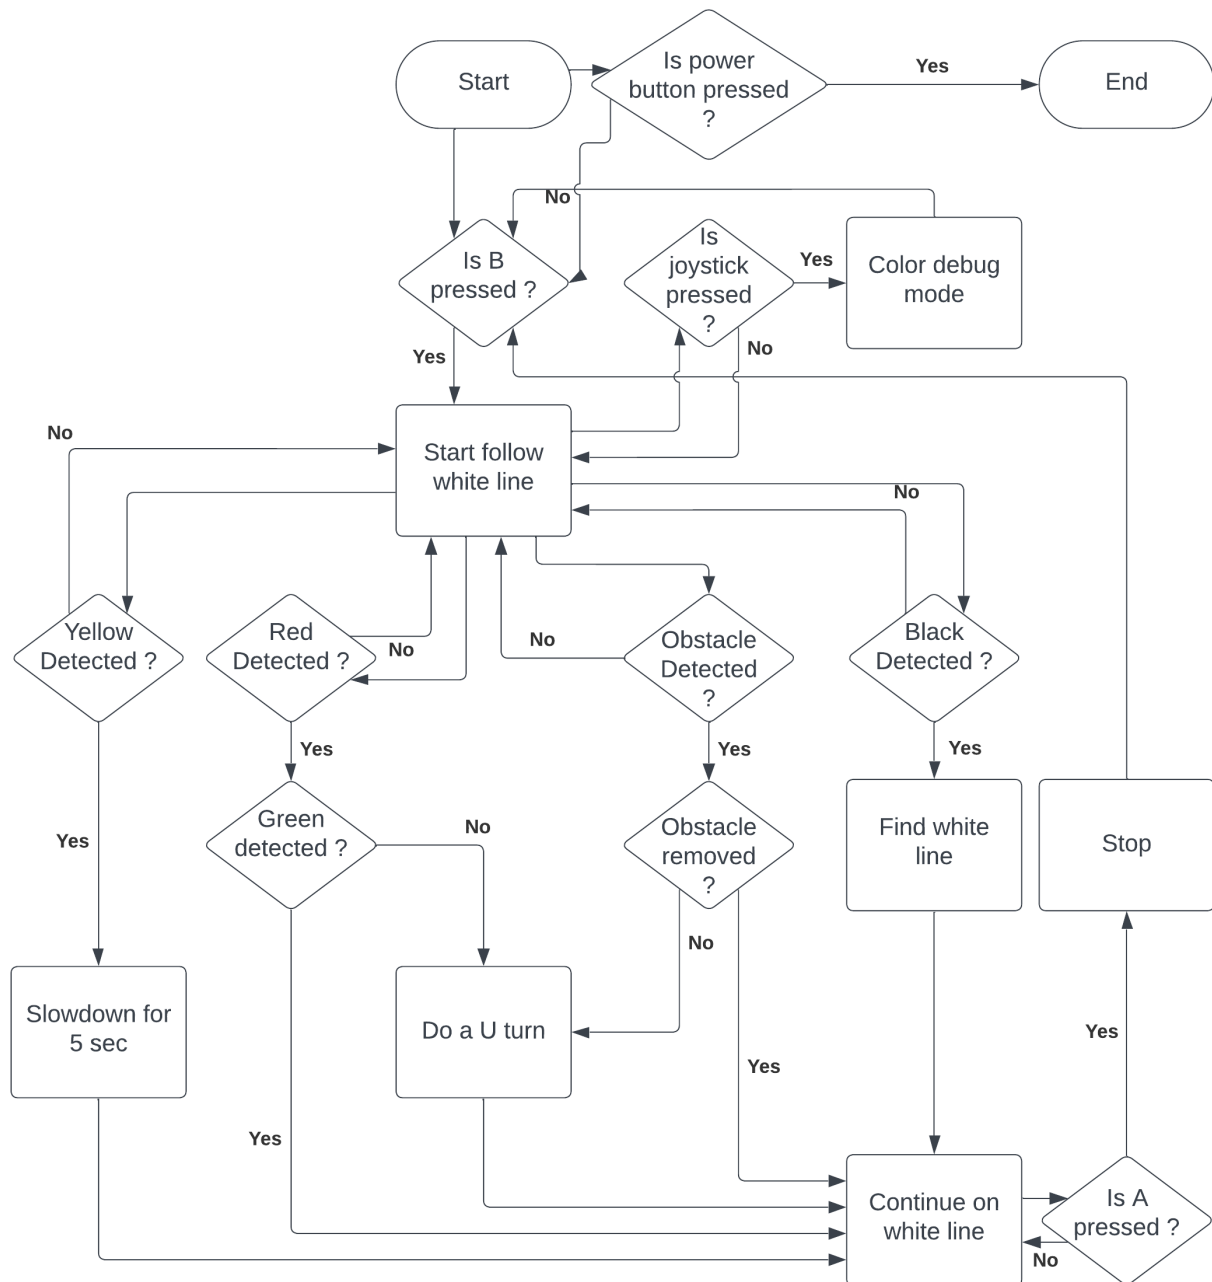 Start
Is power
button pressed
?
Yes
End
No
Is B
pressed ?
Is
joystick
pressed
?
Yes
Color debug
mode
Yes
No
No
Start follow
white line
No
Yellow
Detected ?
Red
Detected ?
No
No
Obstacle
Detected
?
Black
Detected ?
Yes
Yes
Yes
Yes
Green
detected ?
No
Obstacle
removed
?
Find white
line
Stop
No
Slowdown for
5 sec
Do a U turn
Yes
Yes
Yes
Continue on
white line
Is A
pressed ?
No